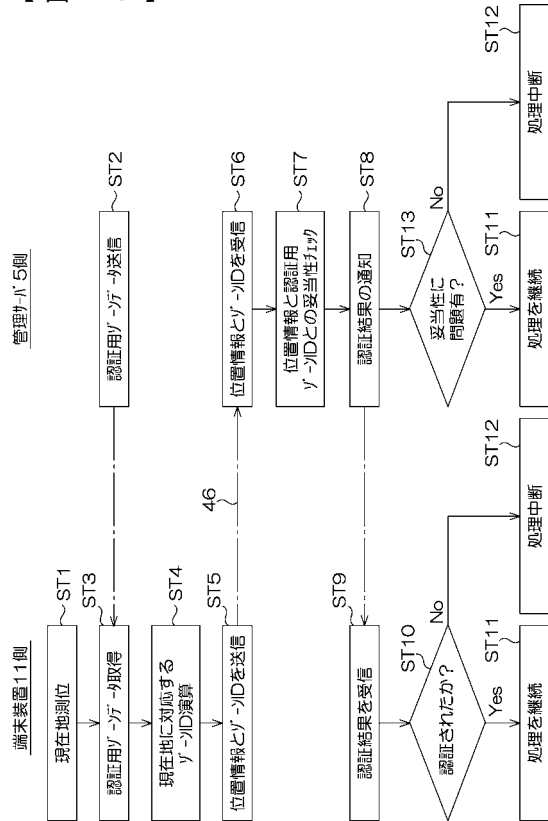 端末装置11側
管理サーバ5側
現在地測位
ST1
認証用ゾーンデータ送信
ST2
認証用ゾーンデータ取得
ST3
現在地に対応する
ゾーンID演算
ST4
位置情報とゾーンIDを送信
ST5
46
位置情報とゾーンIDを受信
ST6
位置情報と認証用
ゾーンIDとの妥当性チェック
ST7
認証結果の通知
ST8
認証結果を受信
ST9
認証されたか?
ST10
Yes
No
処理を継続
ST11
処理中断
ST12
妥当性に
問題有?
ST13
Yes
No
処理を継続
ST11
処理中断
ST12